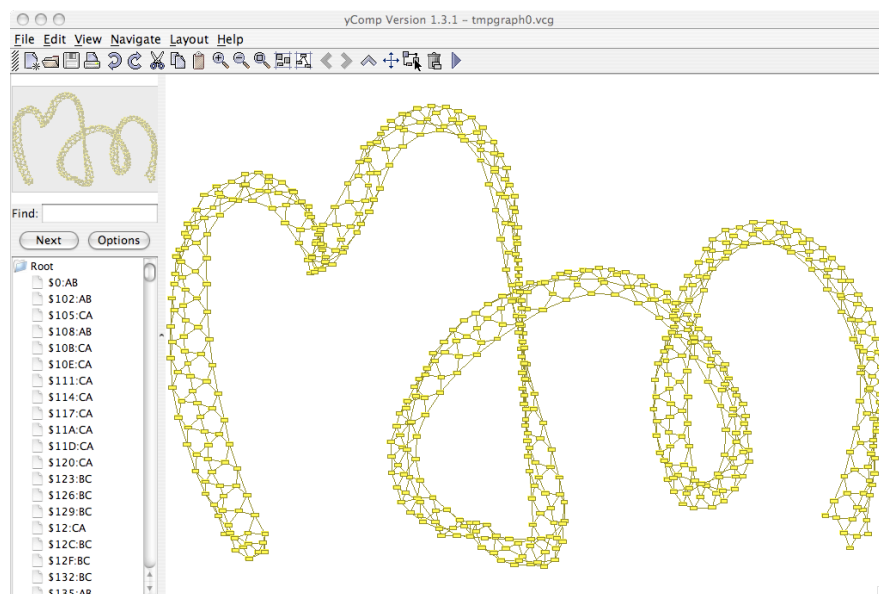 yComp Version 1.3.1 - tmpgraph0.vcg
File Edit View Navigate Layout Help
Find:
Next Options
Root
$0:AB
$102:AB
$105:CA
$108:AB
$10B:CA
$10E:CA
$111:CA
$114:CA
$117:CA
$11A:CA
$11D:CA
$120:CA
$123:BC
$126:BC
$129:BC
$12:CA
$12C:BC
$12F:BC
$132:BC
$135:AB